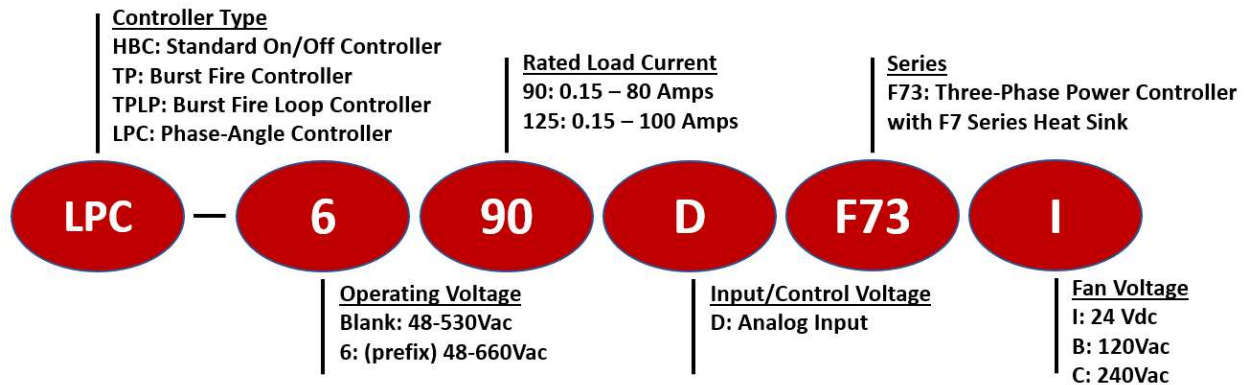 Controller Type
HBC: Standard On/Off Controller
TP: Burst Fire Controller
TPLP: Burst Fire Loop Controller
LPC: Phase-Angle Controller
Rated Load Current
90: 0.15 – 80 Amps
125: 0.15 – 100 Amps
Series
F73: Three-Phase Power Controller
with F7 Series Heat Sink
LPC – 6 90 D F73 I
Operating Voltage
Blank: 48-530Vac
6: (prefix) 48-660Vac
Input/Control Voltage
D: Analog Input
Fan Voltage
I: 24 Vdc
B: 120Vac
C: 240Vac